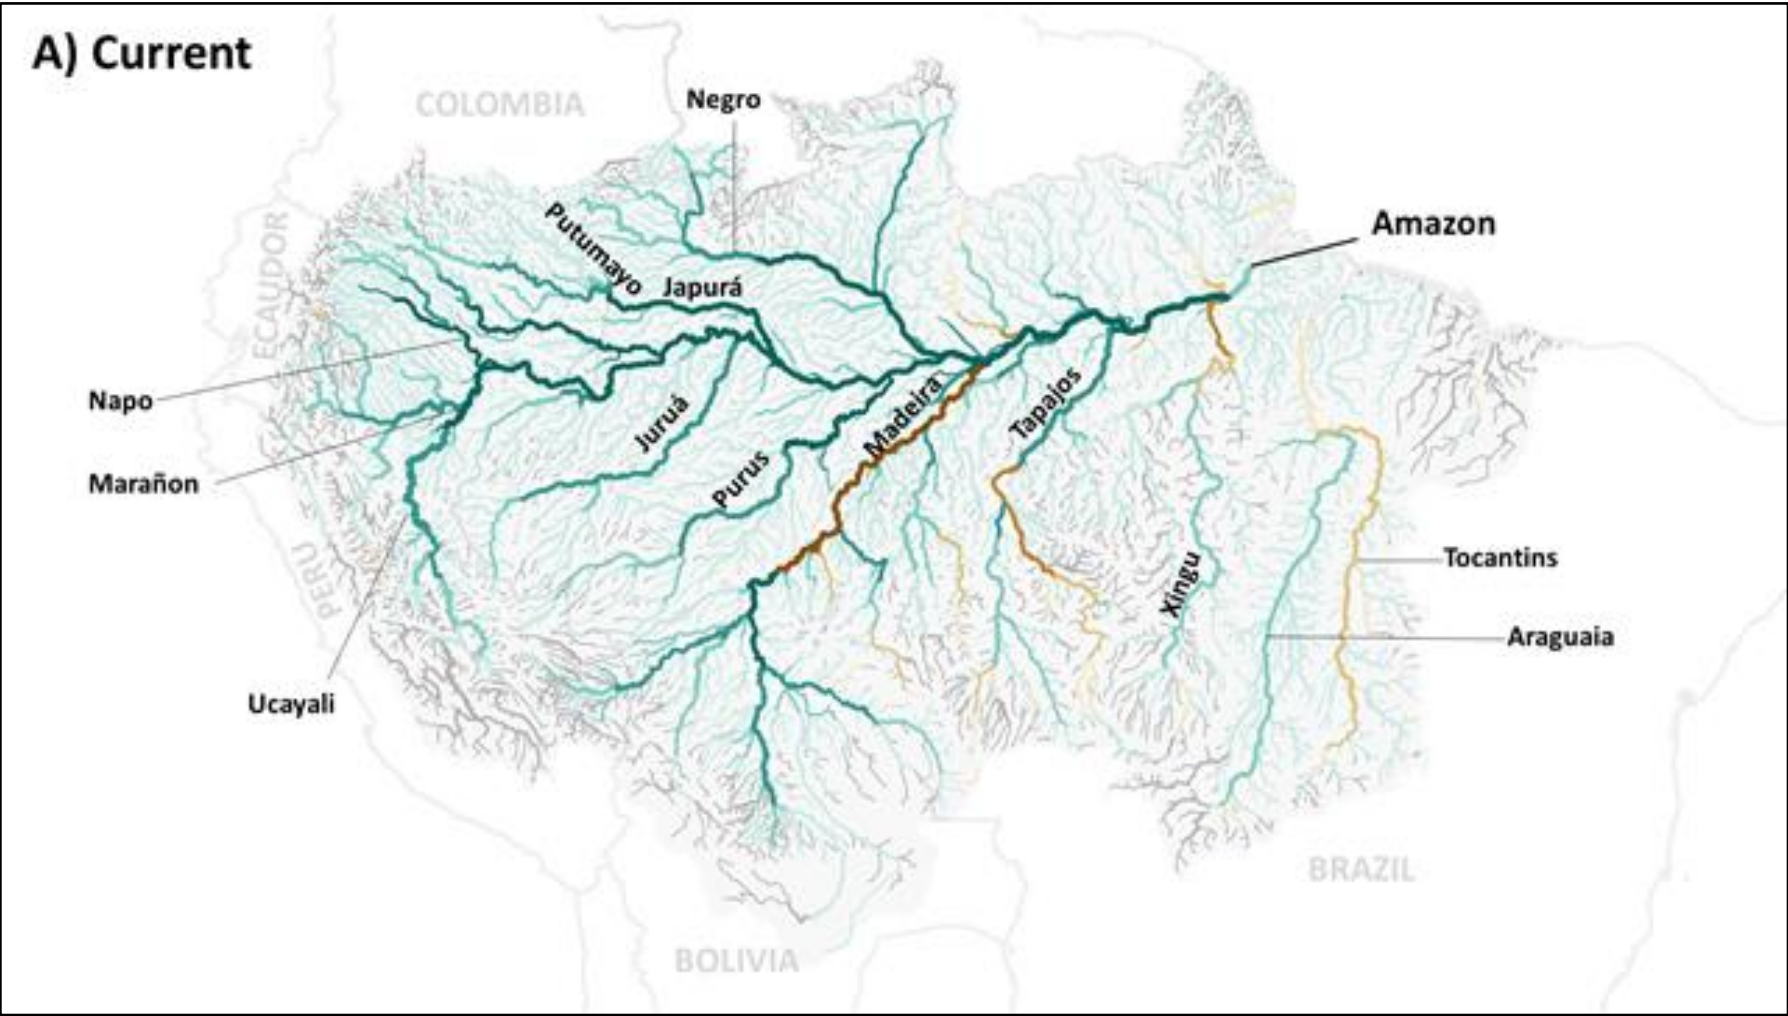 A) Current
COLOMBIA
Negro
ECAUDOR
Putumayo
Japurá
Amazon
Napo
Marañon
Juruá
Purus
Madeira
Tapajos
Xingu
Tocantins
Araguaia
PERU
Ucayali
BRAZIL
BOLIVIA